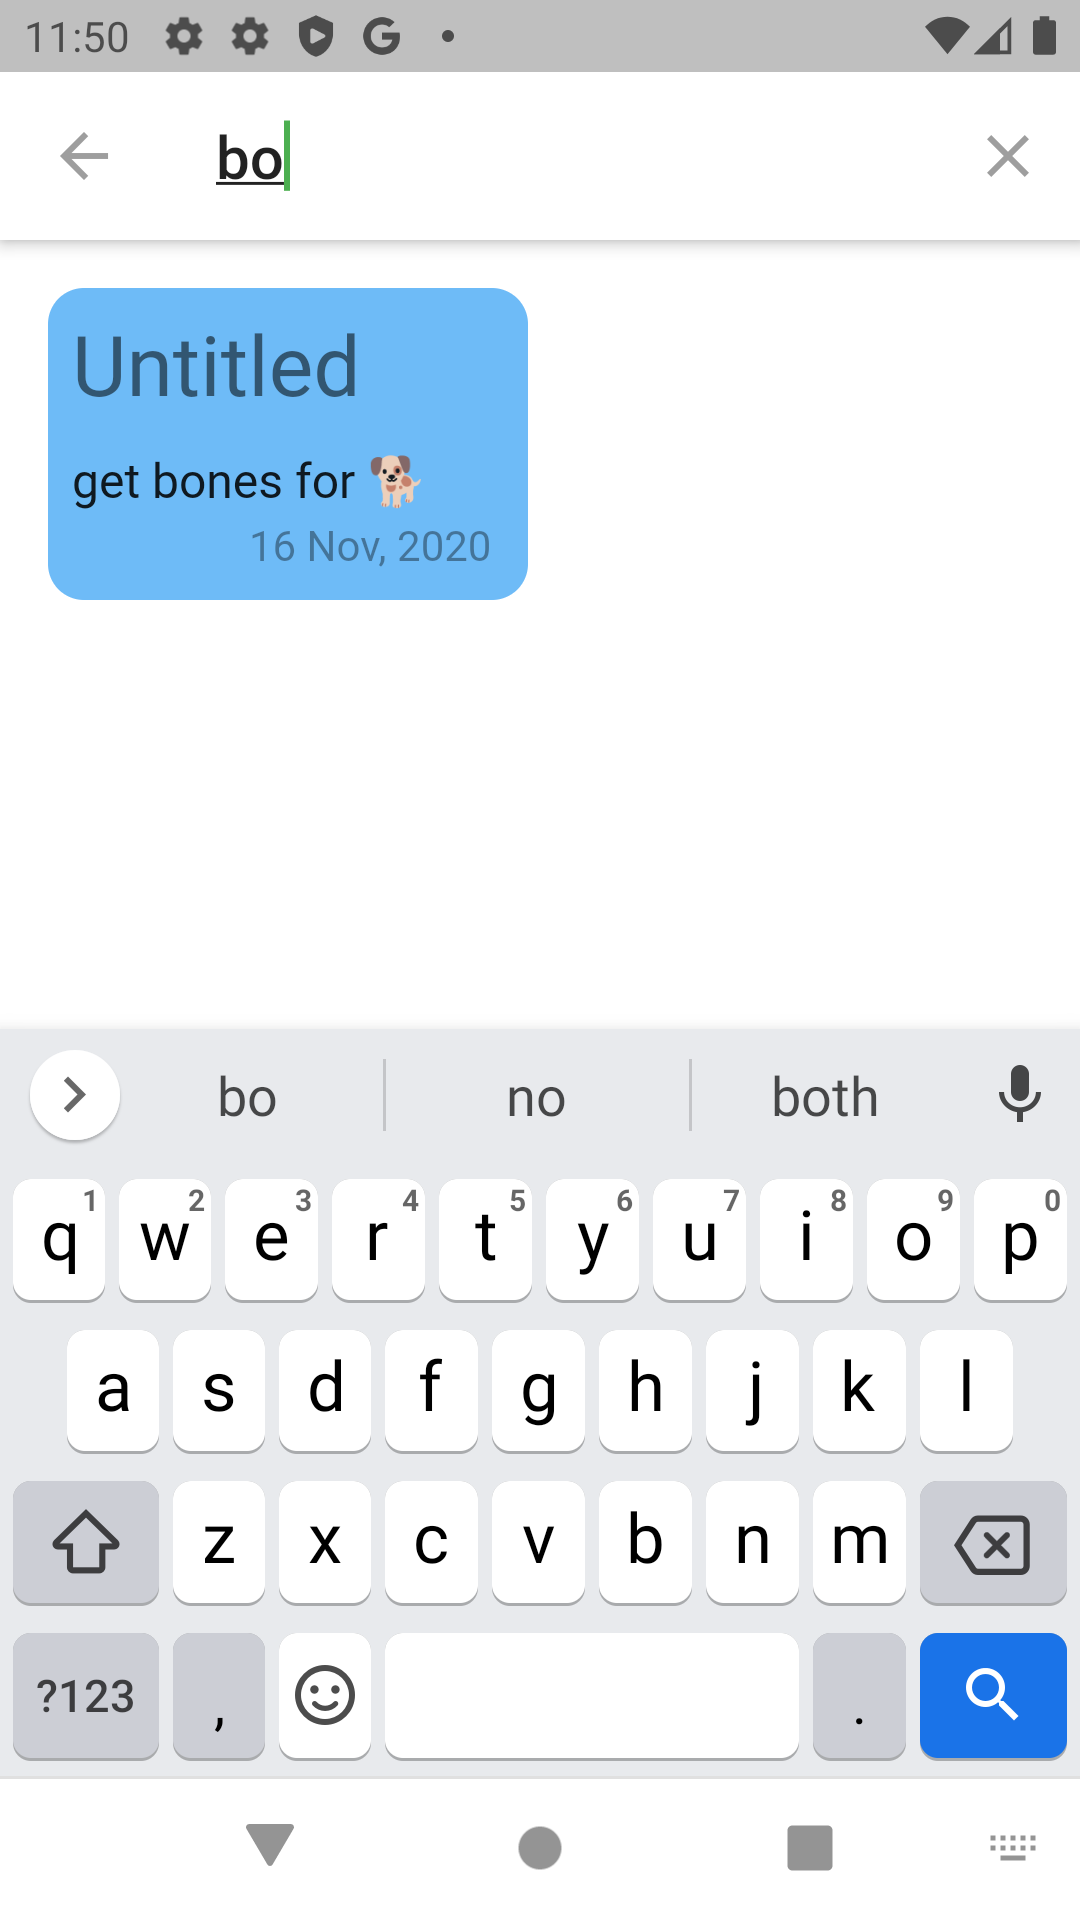 11:50
bo
Untitled
get bones for 🐕
16 Nov, 2020
bo no both
q 1 w 2 e 3 r 4 t 5 y 6 u 7 i 8 o 9 p 0
a s d f g h j k l
z x c v b n m
?123 , .